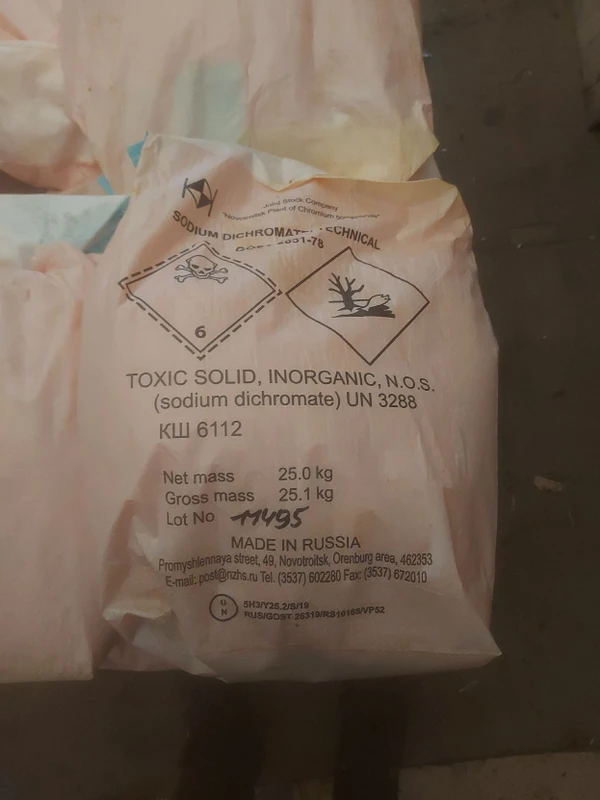 Joint Stock Company
"Novotroitsk Plant of Chromium
SODIUM TECHNICAL
6
TOXIC SOLID, INORGANIC, N.O.S.
(sodium dichromate) UN 3288
КШ 6112
Net mass 25.0 kg
Gross mass 25.1 kg
Lot No 11495
MADE IN RUSSIA
Promyshlennaya street, 49, Novotroitsk, Orenburg area, 462353
E-mail: post@nzhs.ru Tel. (3537) 602280 Fax: (3537) 672010
U
N
5H3/Y25.2/S/19
RUS/GOST 26319/RS10165/VP52